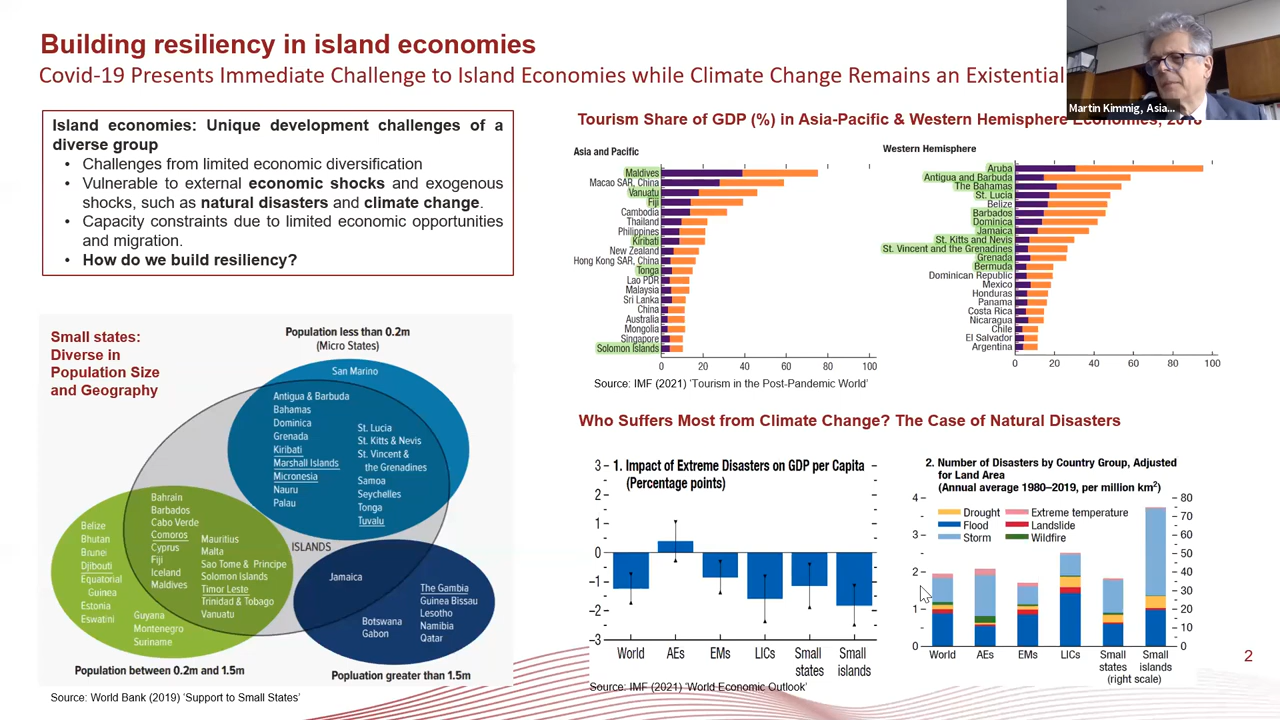 Building resiliency in island economies
Covid-19 Presents Immediate Challenge to Island Economies while Climate Change Remains an Existential
Martin Kimmig, Asia...
Island economies: Unique development challenges of a
diverse group
• Challenges from limited economic diversification
• Vulnerable to external economic shocks and exogenous
shocks, such as natural disasters and climate change.
• Capacity constraints due to limited economic opportunities
and migration.
• How do we build resiliency?
Small states:
Diverse in
Population Size
and Geography
Population less than 0.2m
(Micro States)
San Marino
Antigua & Barbuda
Bahamas
Dominica
Grenada
Kiribati
Marshall Islands
Micronesia
Nauru
Palau
St. Lucia
St. Kitts & Nevis
St. Vincent &
the Grenadines
Samoa
Seychelles
Tonga
Tuvalu
ISLANDS
Belize
Bhutan
Brunei
Djibouti
Equatorial
Guinea
Estonia
Eswatini
Bahrain
Barbados
Cabo Verde
Comoros
Cyprus
Fiji
Iceland
Maldives
Mauritius
Malta
Sao Tome & Principe
Solomon Islands
Timor Leste
Trinidad & Tobago
Vanuatu
Guyana
Montenegro
Suriname
Jamaica
Botswana
Gabon
The Gambia
Guinea Bissau
Lesotho
Namibia
Qatar
Population between 0.2m and 1.5m
Popluation greater than 1.5m
Source: World Bank (2019) 'Support to Small States'
Tourism Share of GDP (%) in Asia-Pacific & Western Hemisphere
Asia and Pacific
Maldives
Macao SAR, China
Vanuatu
Fiji
Cambodia
Thailand
Philippines
Kiribati
New Zealand
Hong Kong SAR, China
Tonga
Lao PDR
Malaysia
Sri Lanka
China
Australia
Mongolia
Singapore
Solomon Islands
0 20 40 60 80 100
Western Hemisphere
Aruba
Antigua and Barbuda
The Bahamas
St. Lucia
Belize
Barbados
Dominica
Jamaica
St. Kitts and Nevis
St. Vincent and the Grenadines
Grenada
Bermuda
Dominican Republic
Mexico
Honduras
Panama
Costa Rica
Nicaragua
Chile
El Salvador
Argentina
0 20 40 60 80 100
Source: IMF (2021) 'Tourism in the Post-Pandemic World'
Who Suffers Most from Climate Change? The Case of Natural Disasters
1. Impact of Extreme Disasters on GDP per Capita
(Percentage points)
3
2
1
0
–1
–2
–3
World AEs EMs LICs Small states Small islands
Source: IMF (2021) 'World Economic Outlook'
2. Number of Disasters by Country Group, Adjusted
for Land Area
(Annual average 1980–2019, per million km²)
Drought Extreme temperature
Flood Landslide
Storm Wildfire
4
3
2
1
0
80
70
60
50
40
30
20
10
0
World AEs EMs LICs Small states Small islands (right scale)
2